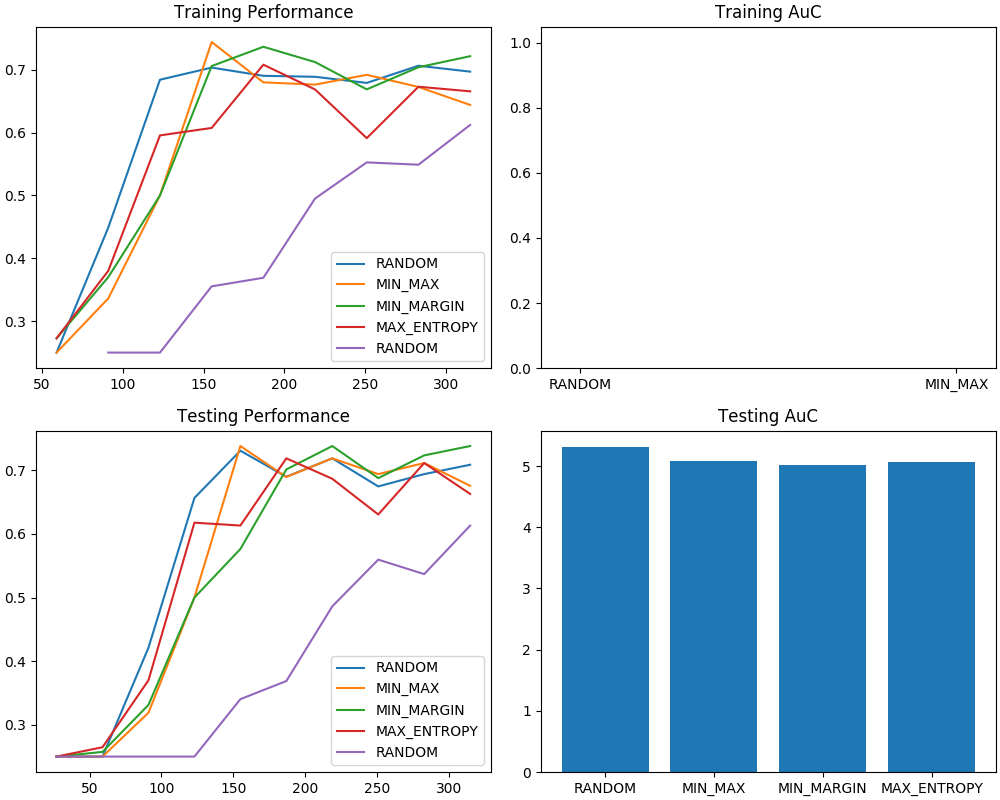 Training Performance
0.7
0.6
0.5
0.4
0.3
50 100 150 200 250 300
RANDOM
MIN_MAX
MIN_MARGIN
MAX_ENTROPY
RANDOM
Training AuC
1.0
0.8
0.6
0.4
0.2
0.0
RANDOM MIN_MAX
Testing Performance
0.7
0.6
0.5
0.4
0.3
50 100 150 200 250 300
RANDOM
MIN_MAX
MIN_MARGIN
MAX_ENTROPY
RANDOM
Testing AuC
5
4
3
2
1
0
RANDOM MIN_MAX MIN_MARGIN MAX_ENTROPY